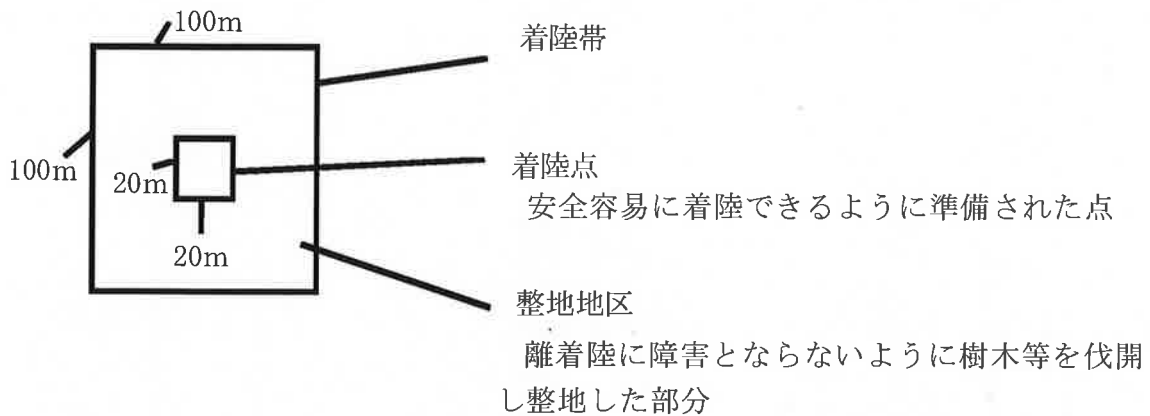 100m
着陸帯
100m
20m
着陸点
安全容易に着陸できるように準備された点
20m
整地地区
離着陸に障害とならないように樹木等を伐開
し整地した部分